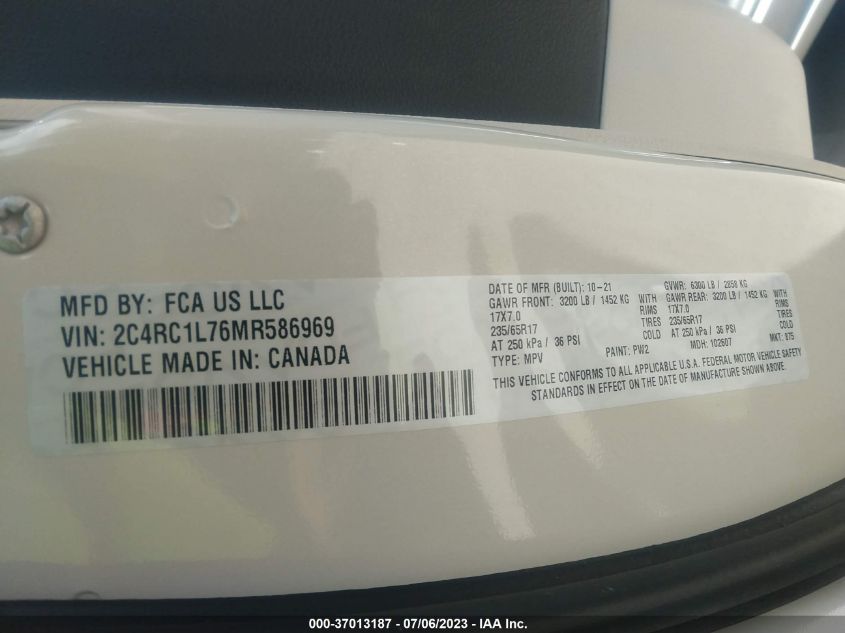 MFD BY: FCA US LLC
VIN: 2C4RC1L76MR586969
VEHICLE MADE IN: CANADA
DATE OF MFR (BUILT): 10-21 GVWR: 6300 LB / 2858 KG
GAWR FRONT: 3200 LB / 1452 KG WITH GAWR REAR: 3200 LB / 1452 KG WITH
17X7.0 RIMS 17X7.0 RIMS
235/65R17 TIRES 235/65R17 TIRES
AT 250 kPa / 36 PSI COLD AT 250 kPa / 36 PSI COLD
TYPE: MPV PAINT: PW2 MDH: 102607 MKT: 875
THIS VEHICLE CONFORMS TO ALL APPLICABLE U.S.A. FEDERAL MOTOR VEHICLE SAFETY
STANDARDS IN EFFECT ON THE DATE OF MANUFACTURE SHOWN ABOVE.
000-37013187 - 07/06/2023 - IAA Inc.